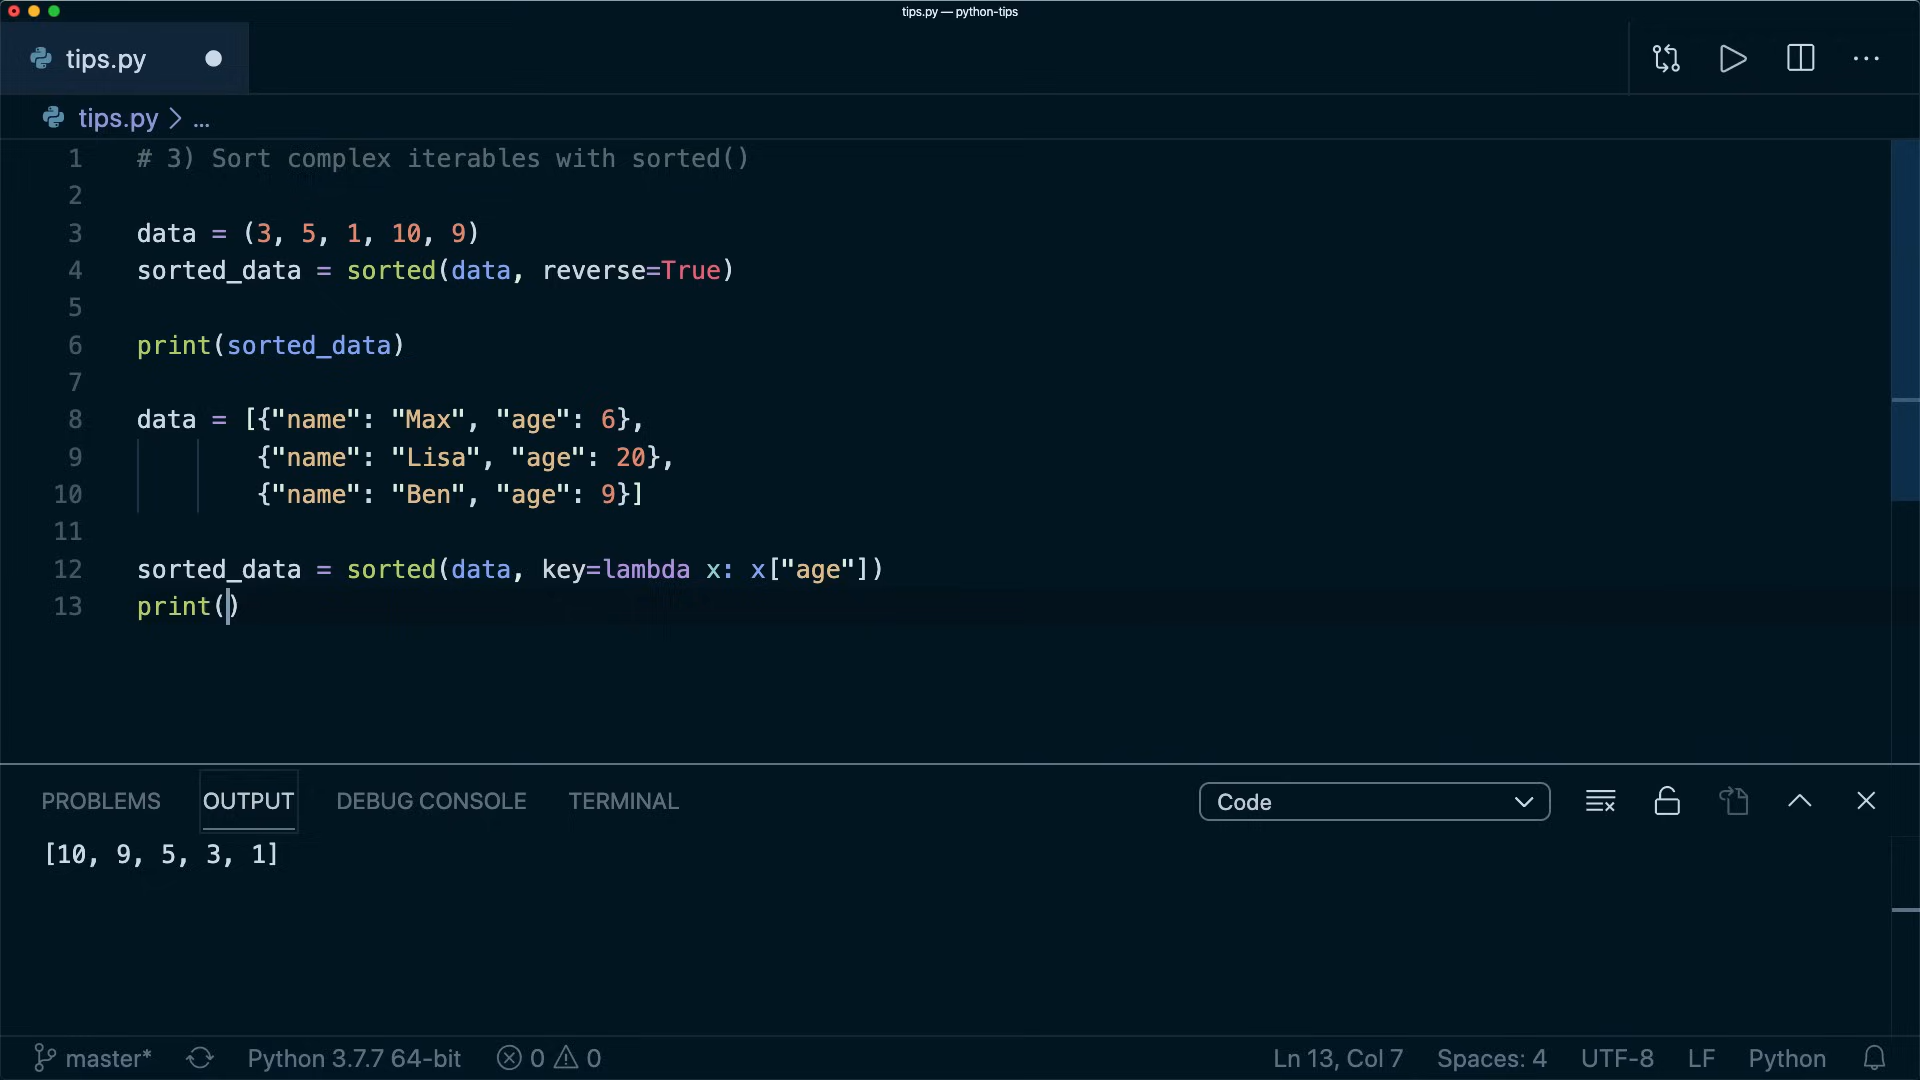 tips.py — python-tips
tips.py
tips.py > ...
1 # 3) Sort complex iterables with sorted()
2
3 data = (3, 5, 1, 10, 9)
4 sorted_data = sorted(data, reverse=True)
5
6 print(sorted_data)
7
8 data = [{"name": "Max", "age": 6},
9         {"name": "Lisa", "age": 20},
10         {"name": "Ben", "age": 9}]
11
12 sorted_data = sorted(data, key=lambda x: x["age"])
13 print()
PROBLEMS OUTPUT DEBUG CONSOLE TERMINAL Code
[10, 9, 5, 3, 1]
master* Python 3.7.7 64-bit 0 0 Ln 13, Col 7 Spaces: 4 UTF-8 LF Python